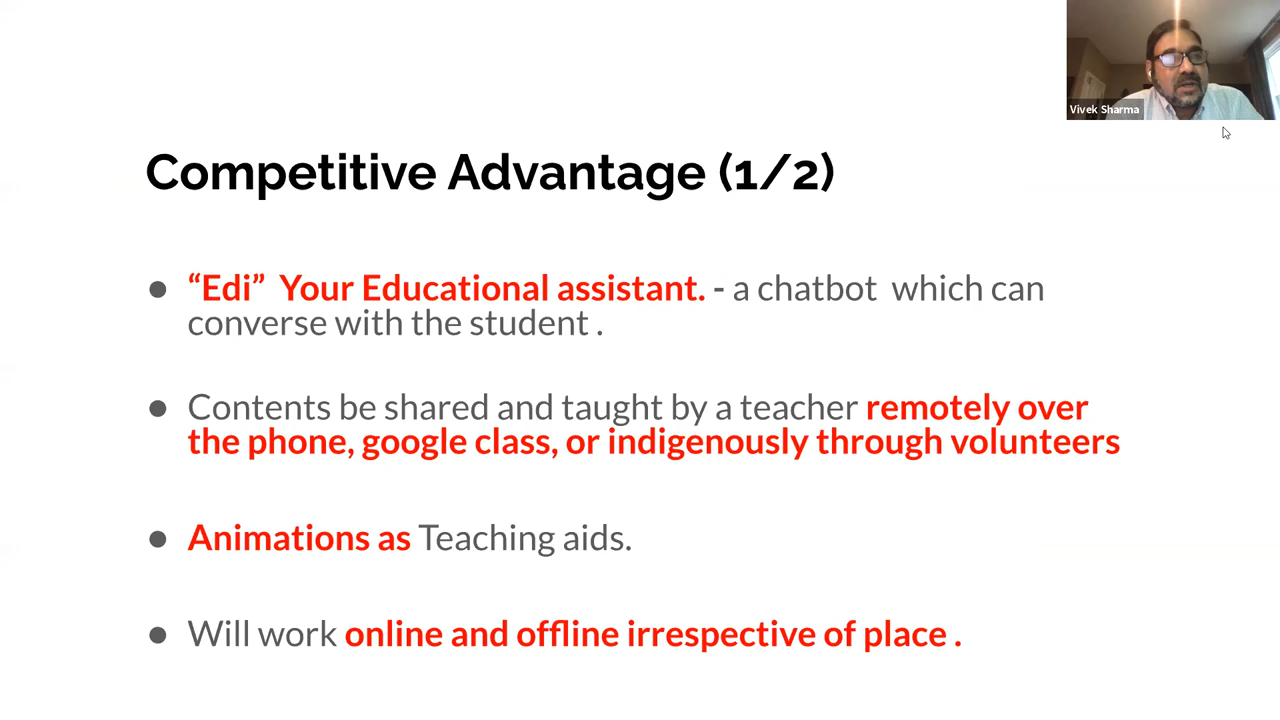 Vivek Sharma
Competitive Advantage (1/2)
● “Edi”  Your Educational assistant. - a chatbot  which can
converse with the student .
● Contents be shared and taught by a teacher remotely over
the phone, google class, or indigenously through volunteers
● Animations as Teaching aids.
● Will work online and offline irrespective of place .